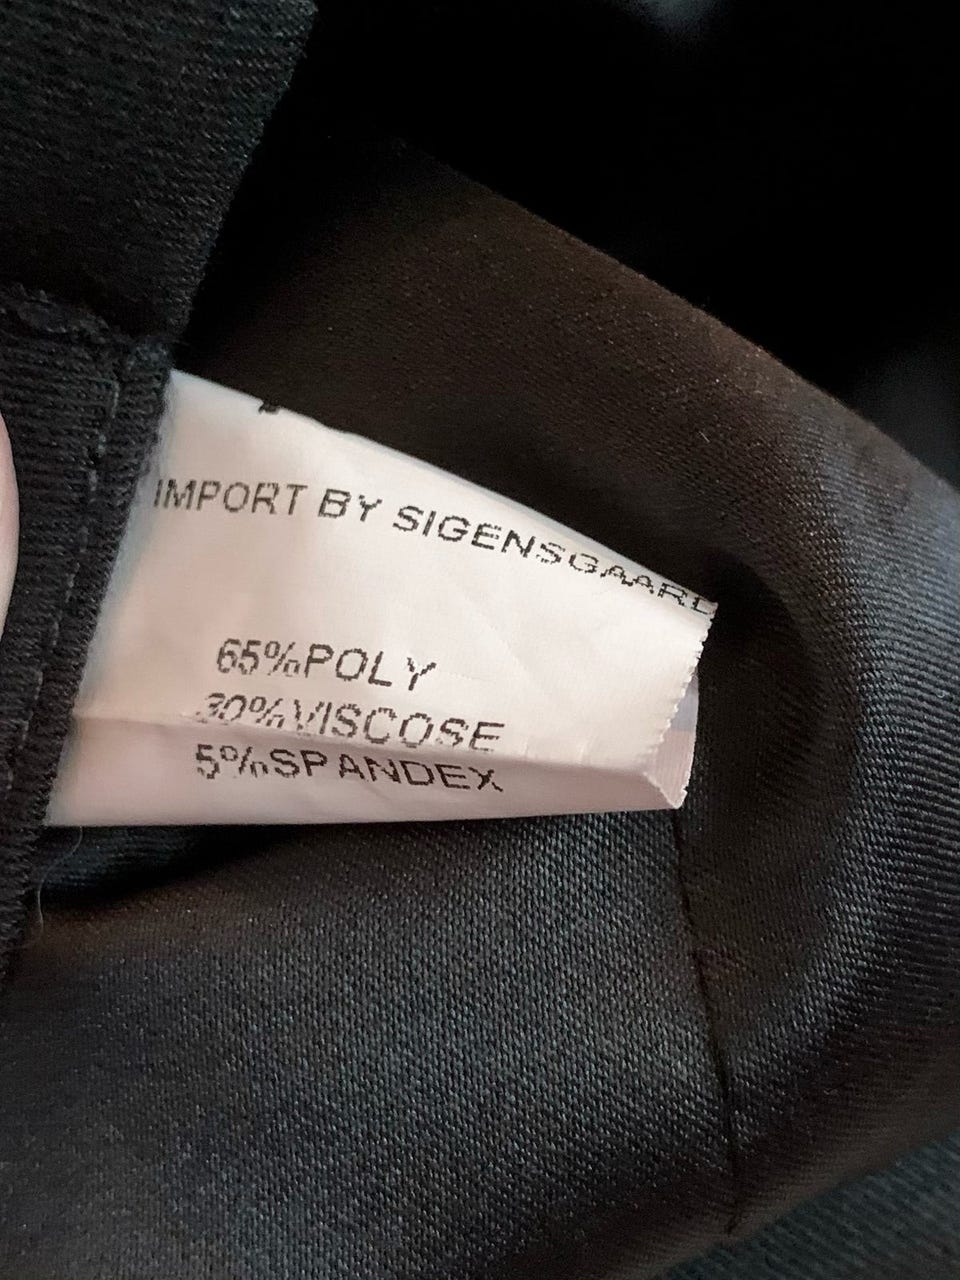 IMPORT BY SIGENSGAARD
65%POLY
30%VISCOSE
5%SPANDEX